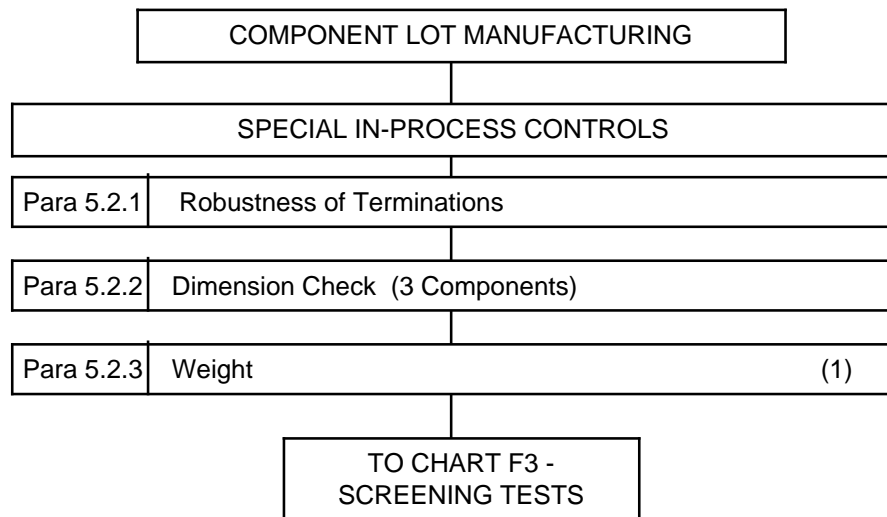 COMPONENT LOT MANUFACTURING
SPECIAL IN-PROCESS CONTROLS
Para 5.2.1 Robustness of Terminations
Para 5.2.2 Dimension Check (3 Components)
Para 5.2.3 Weight (1)
TO CHART F3 -
SCREENING TESTS